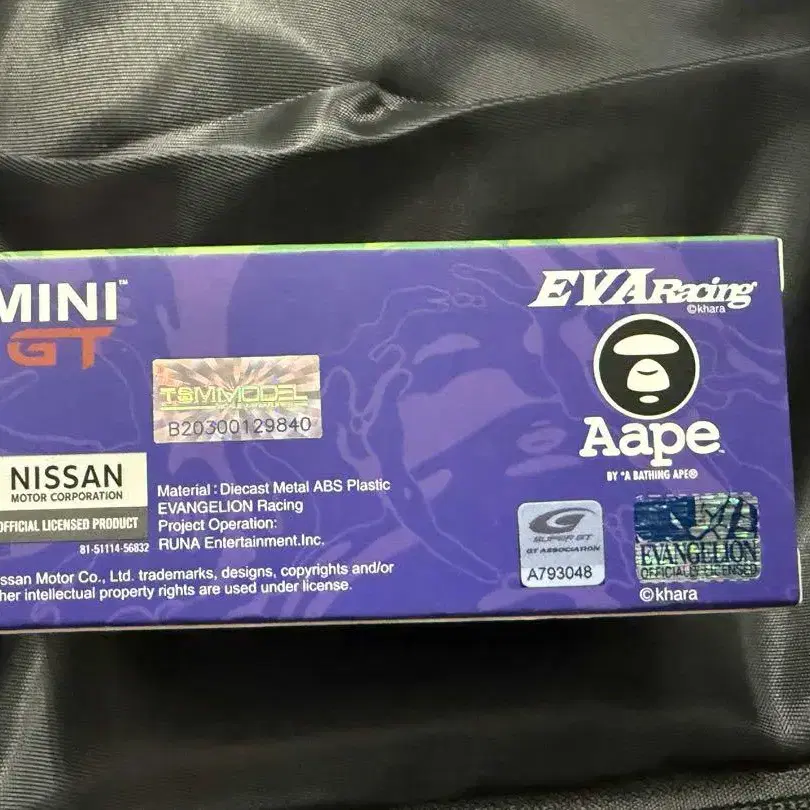 MINI™
GT
TSMMODEL
B20300129840
NISSAN
MOTOR CORPORATION
OFFICIAL LICENSED PRODUCT
81-51114-56832
Material : Diecast Metal ABS Plastic
EVANGELION Racing
Project Operation:
RUNA Entertainment.Inc.
ssan Motor Co., Ltd. trademarks, designs, copyrights and/or
her intellectual property rights are used under license.
EVA Racing
©khara
Aape
BY *A BATHING APE®
SUPER GT
GT ASSOCIATION
A793048
EVANGELION
OFFICIAL LICENSED
©khara